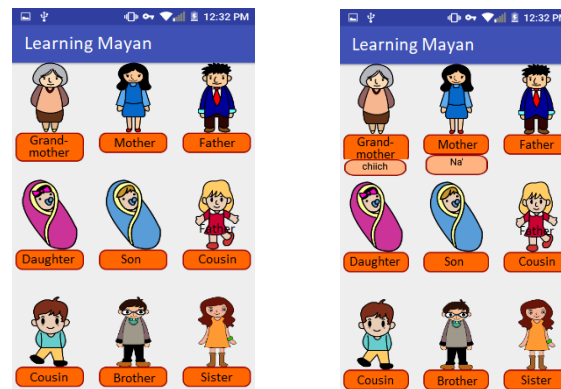 12:32 PM
Learning Mayan
Grand-
mother
Mother
Father
Daughter
Son
Father
Cousin
Cousin
Brother
Sister
12:32 PM
Learning Mayan
Grand-
mother
chiich
Mother
Na'
Father
Daughter
Son
Father
Cousin
Cousin
Brother
Sister